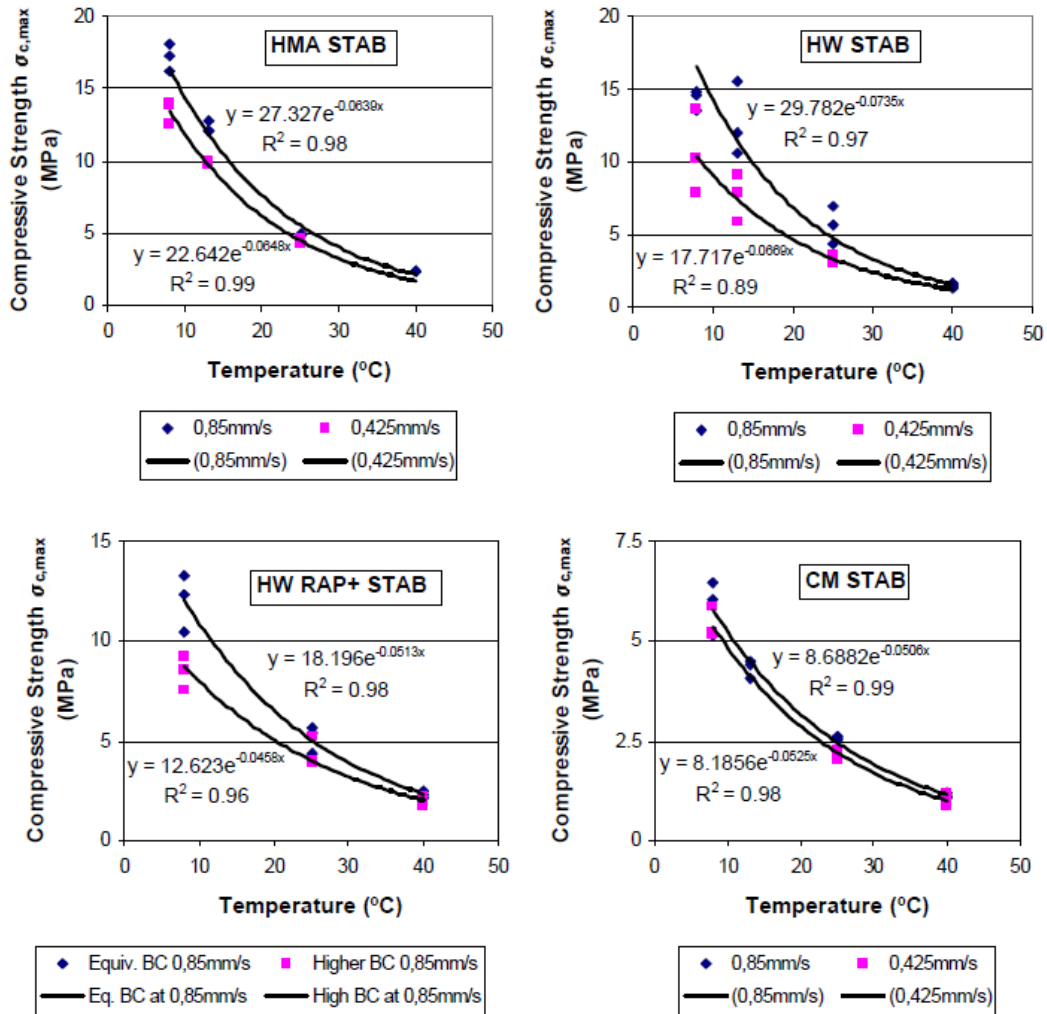 HMA STAB
Compressive Strength σc,max
(MPa)
20
15
10
5
0
y = 27.327e^-0.0639x
R² = 0.98
y = 22.642e^-0.0648x
R² = 0.99
0 10 20 30 40 50
Temperature (ºC)
0,85mm/s 0,425mm/s
(0,85mm/s) (0,425mm/s)
HW STAB
Compressive Strength σc,max
(MPa)
20
15
10
5
0
y = 29.782e^-0.0735x
R² = 0.97
y = 17.717e^-0.0669x
R² = 0.89
0 10 20 30 40 50
Temperature (ºC)
0,85mm/s 0,425mm/s
(0,85mm/s) (0,425mm/s)
HW RAP+ STAB
Compressive Strength σc,max
(MPa)
15
10
5
0
y = 18.196e^-0.0513x
R² = 0.98
y = 12.623e^-0.0458x
R² = 0.96
0 10 20 30 40 50
Temperature (ºC)
Equiv. BC 0,85mm/s Higher BC 0,85mm/s
Eq. BC at 0,85mm/s High BC at 0,85mm/s
CM STAB
Compressive Strength σc,max
(MPa)
7.5
5
2.5
0
y = 8.6882e^-0.0506x
R² = 0.99
y = 8.1856e^-0.0525x
R² = 0.98
0 10 20 30 40 50
Temperature (ºC)
0,85mm/s 0,425mm/s
(0,85mm/s) (0,425mm/s)